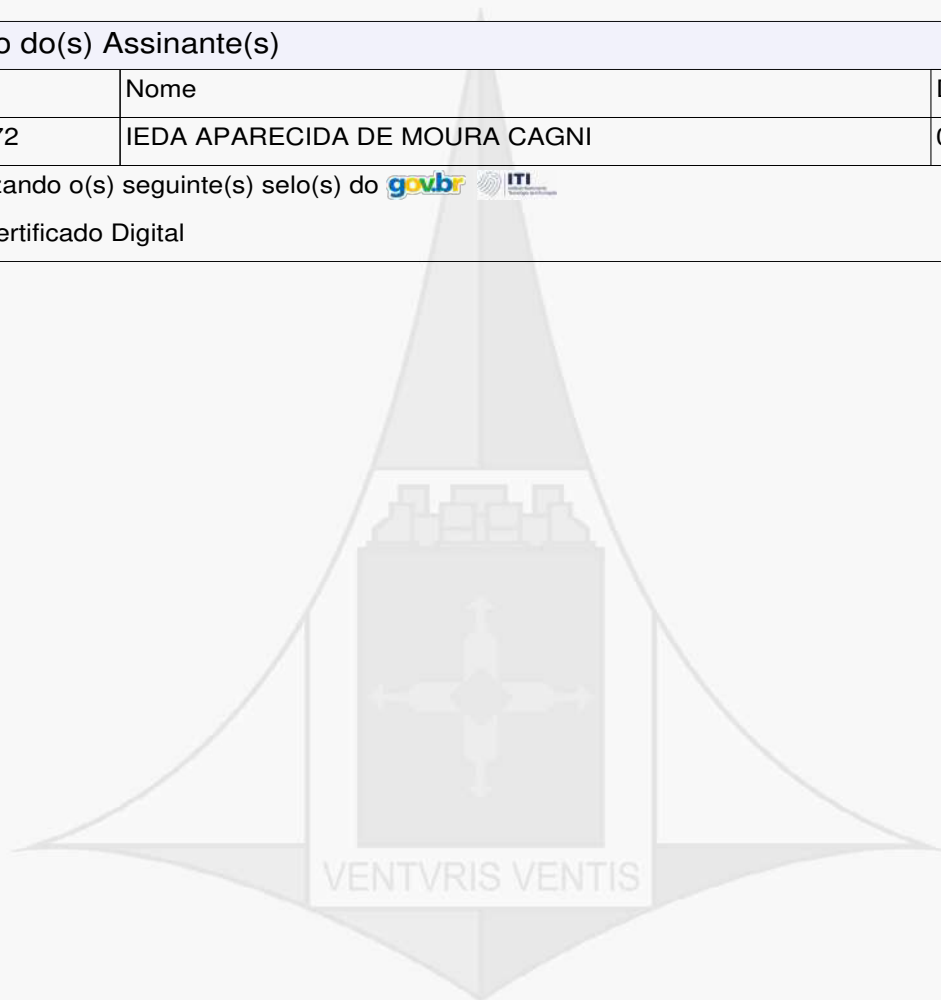 o do(s) Assinante(s)
Nome
72 IEDA APARECIDA DE MOURA CAGNI
zando o(s) seguinte(s) selo(s) do gov.br ITI
ertificado Digital
VENTVRIS VENTIS